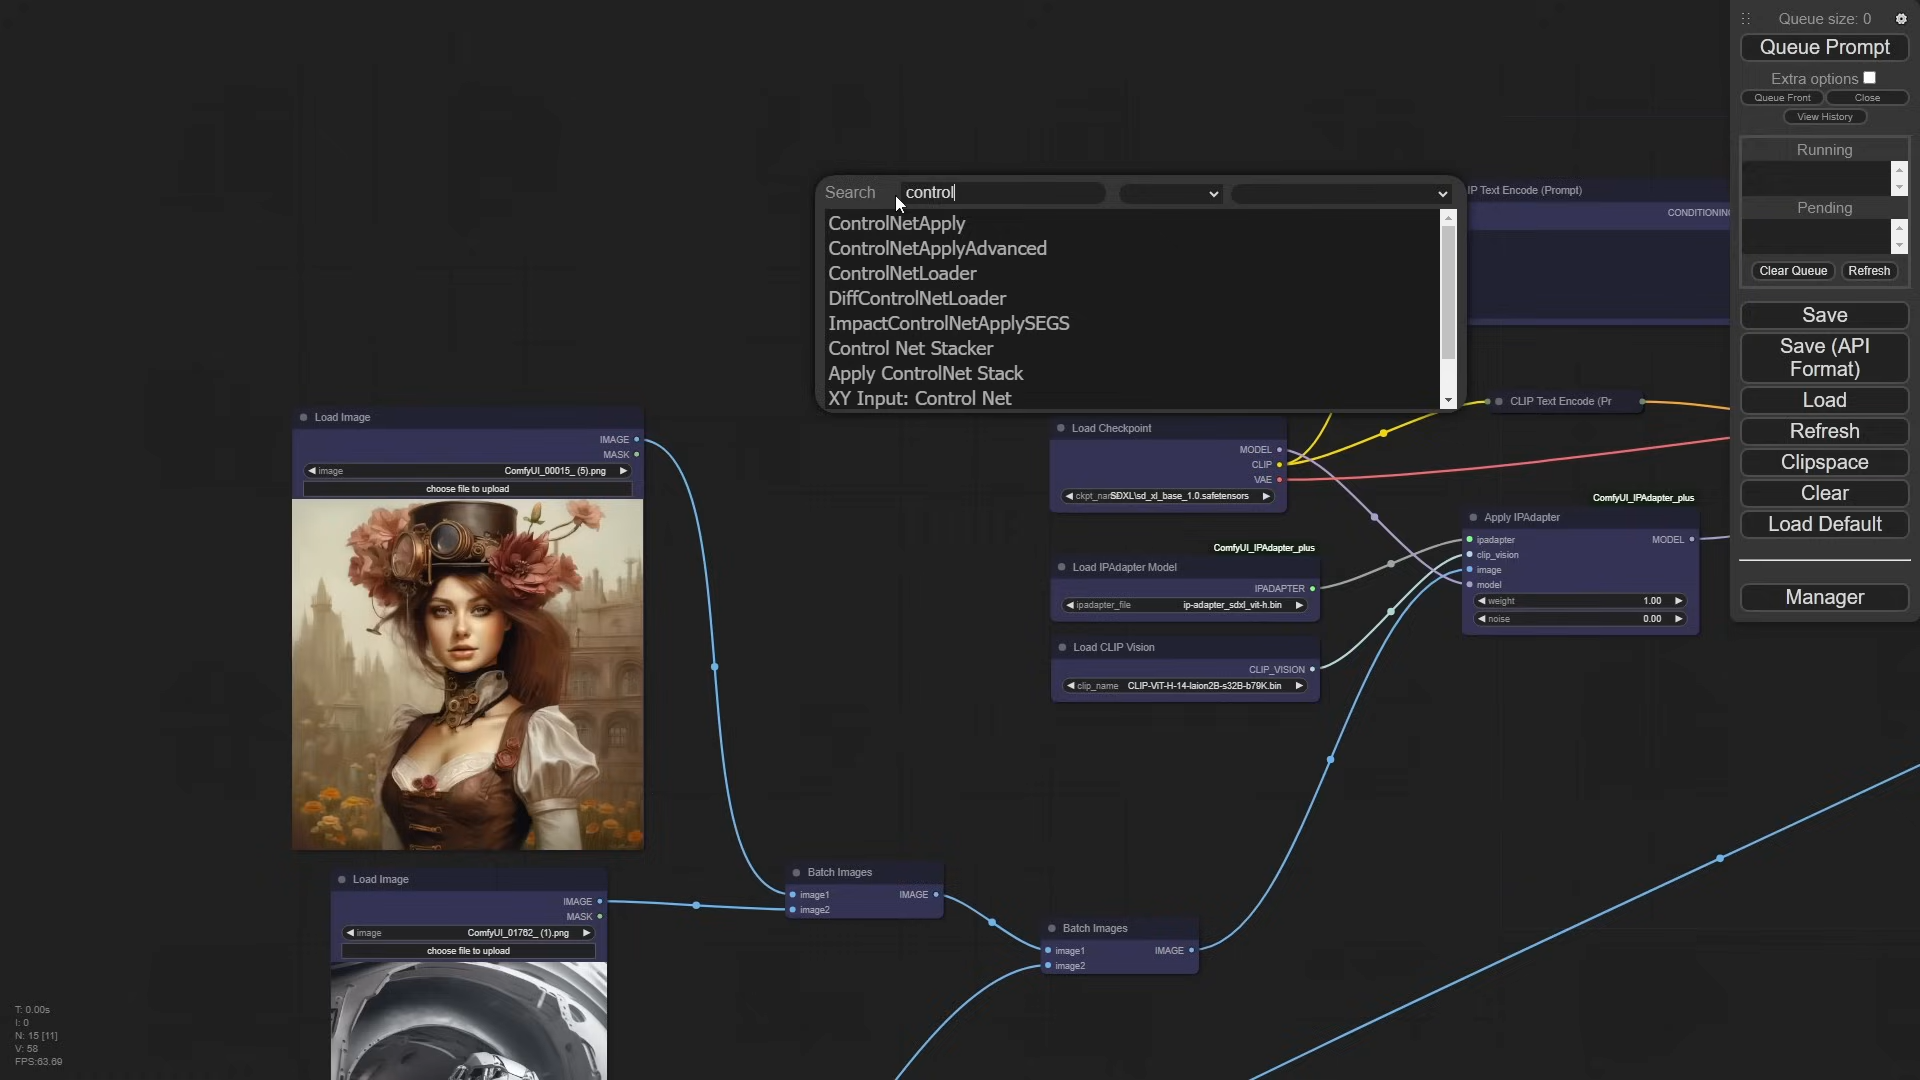 Queue size: 0
Queue Prompt
Extra options
Queue Front
Close
View History
Running
Pending
Clear Queue
Refresh
Save
Save (API
Format)
Load
Refresh
Clipspace
Clear
Load Default
Manager
Search
control
ControlNetApply
ControlNetApplyAdvanced
ControlNetLoader
DiffControlNetLoader
ImpactControlNetApplySEGS
Control Net Stacker
Apply ControlNet Stack
XY Input: Control Net
IP Text Encode (Prompt)
CONDITIONING
CLIP Text Encode (Pr
Load Image
IMAGE
MASK
image ComfyUI_00015_ (5).png
choose file to upload
Load Checkpoint
MODEL
CLIP
VAE
SDXL\sd_xl_base_1.0.safetensors
ComfyUI_IPAdapter_plus
Load IPAdapter Model
IPADAPTER
ipadapter_file ip-adapter_sdxl_vit-h.bin
Load CLIP Vision
CLIP_VISION
clip_name CLIP-ViT-H-14-laion2B-s32B-b79K.bin
ComfyUI_IPAdapter_plus
Apply IPAdapter
ipadapter MODEL
clip_vision
image
model
weight 1.00
noise 0.00
Load Image
IMAGE
MASK
image ComfyUI_01762_ (1).png
choose file to upload
Batch Images
image1 IMAGE
image2
Batch Images
image1 IMAGE
image2
T: 0.00s
I: 0
N: 15 [11]
V: 58
FPS:63.69